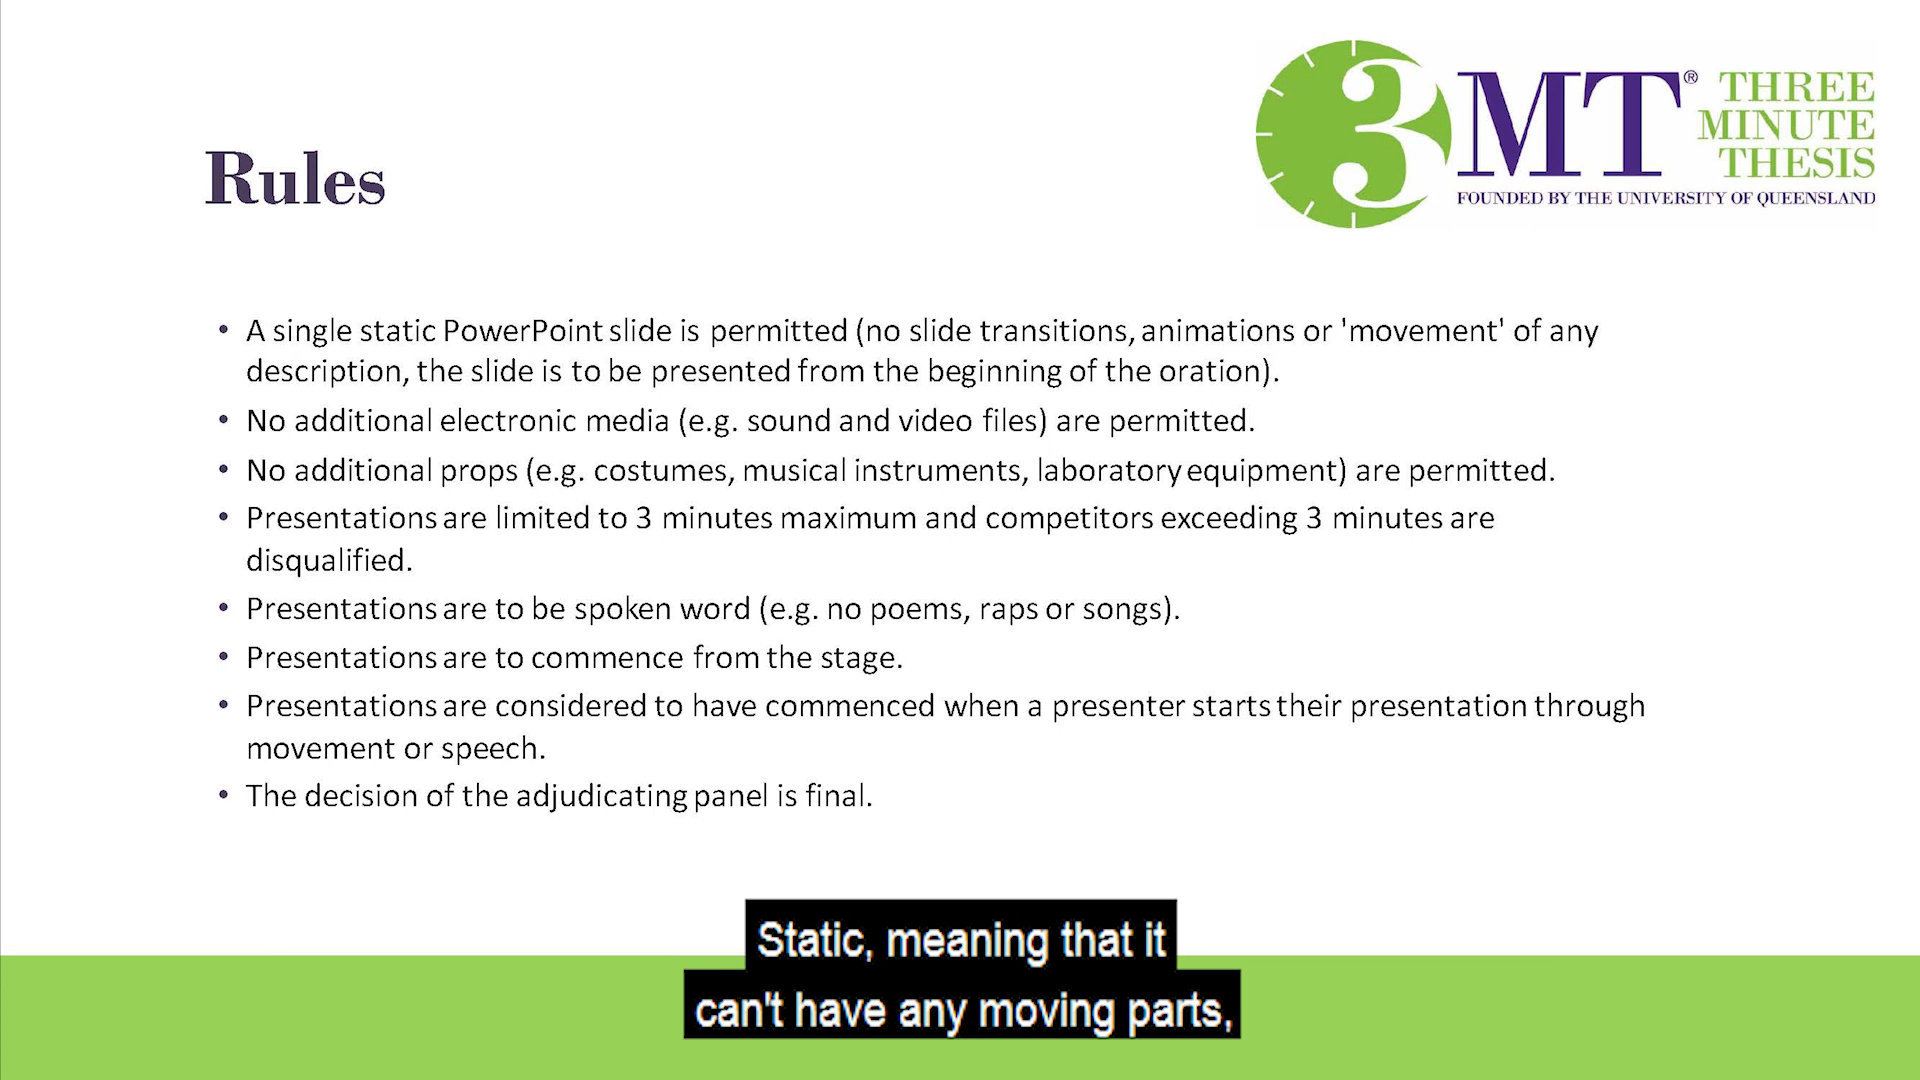 3MT® THREE
MINUTE
THESIS
FOUNDED BY THE UNIVERSITY OF QUEENSLAND
Rules
• A single static PowerPoint slide is permitted (no slide transitions, animations or 'movement' of any
description, the slide is to be presented from the beginning of the oration).
• No additional electronic media (e.g. sound and video files) are permitted.
• No additional props (e.g. costumes, musical instruments, laboratory equipment) are permitted.
• Presentations are limited to 3 minutes maximum and competitors exceeding 3 minutes are
disqualified.
• Presentations are to be spoken word (e.g. no poems, raps or songs).
• Presentations are to commence from the stage.
• Presentations are considered to have commenced when a presenter starts their presentation through
movement or speech.
• The decision of the adjudicating panel is final.
Static, meaning that it
can't have any moving parts,